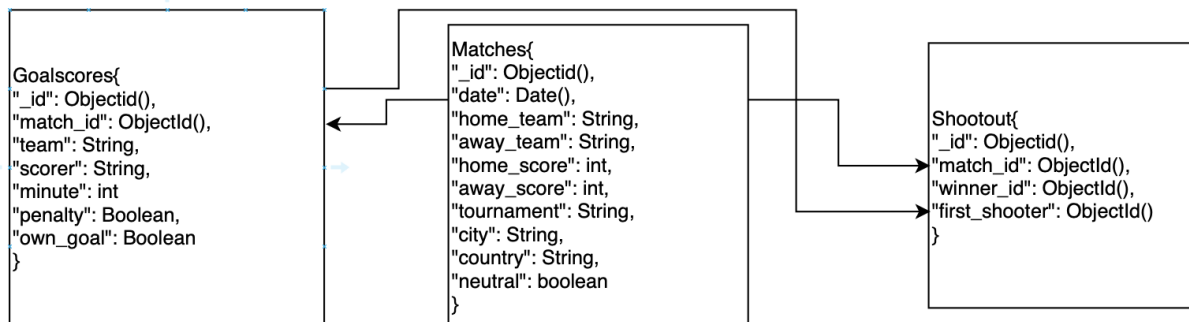 Goalscores{
"_id": Objectid(),
"match_id": ObjectId(),
"team": String,
"scorer": String,
"minute": int
"penalty": Boolean,
"own_goal": Boolean
}
Matches{
"_id": Objectid(),
"date": Date(),
"home_team": String,
"away_team": String,
"home_score": int,
"away_score": int,
"tournament": String,
"city": String,
"country": String,
"neutral": boolean
}
Shootout{
"_id": Objectid(),
"match_id": ObjectId(),
"winner_id": ObjectId(),
"first_shooter": ObjectId()
}